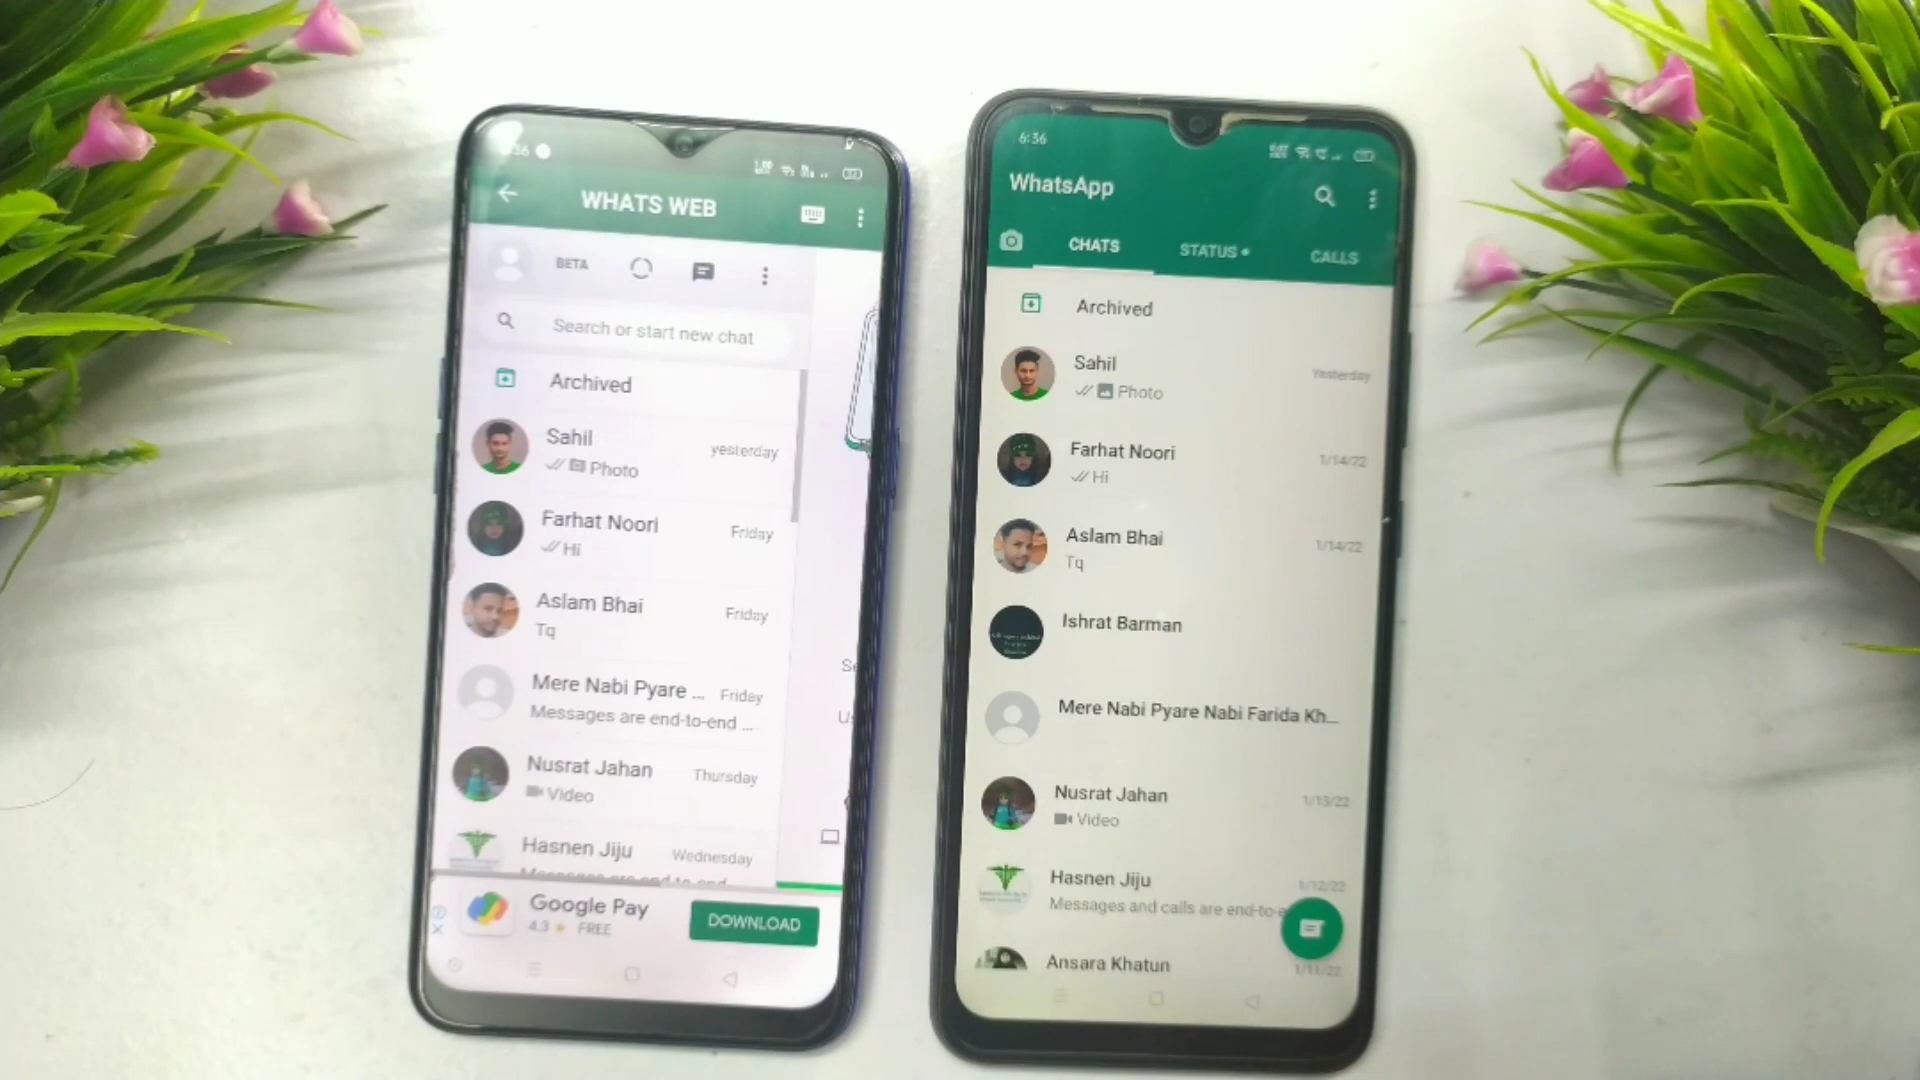 WHATS WEB
BETA
Search or start new chat
Archived
Sahil
yesterday
Photo
Farhat Noori
Friday
Hi
Aslam Bhai
Friday
Tq
Mere Nabi Pyare ...
Friday
Messages are end-to-end ...
Nusrat Jahan
Thursday
Video
Hasnen Jiju
Wednesday
Google Pay
4.3 FREE
DOWNLOAD
6:36
WhatsApp
CHATS
STATUS
CALLS
Archived
Sahil
Yesterday
Photo
Farhat Noori
1/14/22
Hi
Aslam Bhai
1/14/22
Tq
Ishrat Barman
Mere Nabi Pyare Nabi Farida Kh...
Nusrat Jahan
1/13/22
Video
Hasnen Jiju
1/12/22
Messages and calls are end-to-e
Ansara Khatun
1/11/22